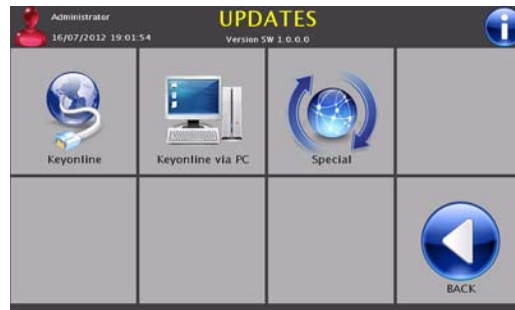 Administrator
UPDATES
16/07/2012 19:01:54
Version SW 1.0.0.0
Keyonline
Keyonline via PC
Special
BACK